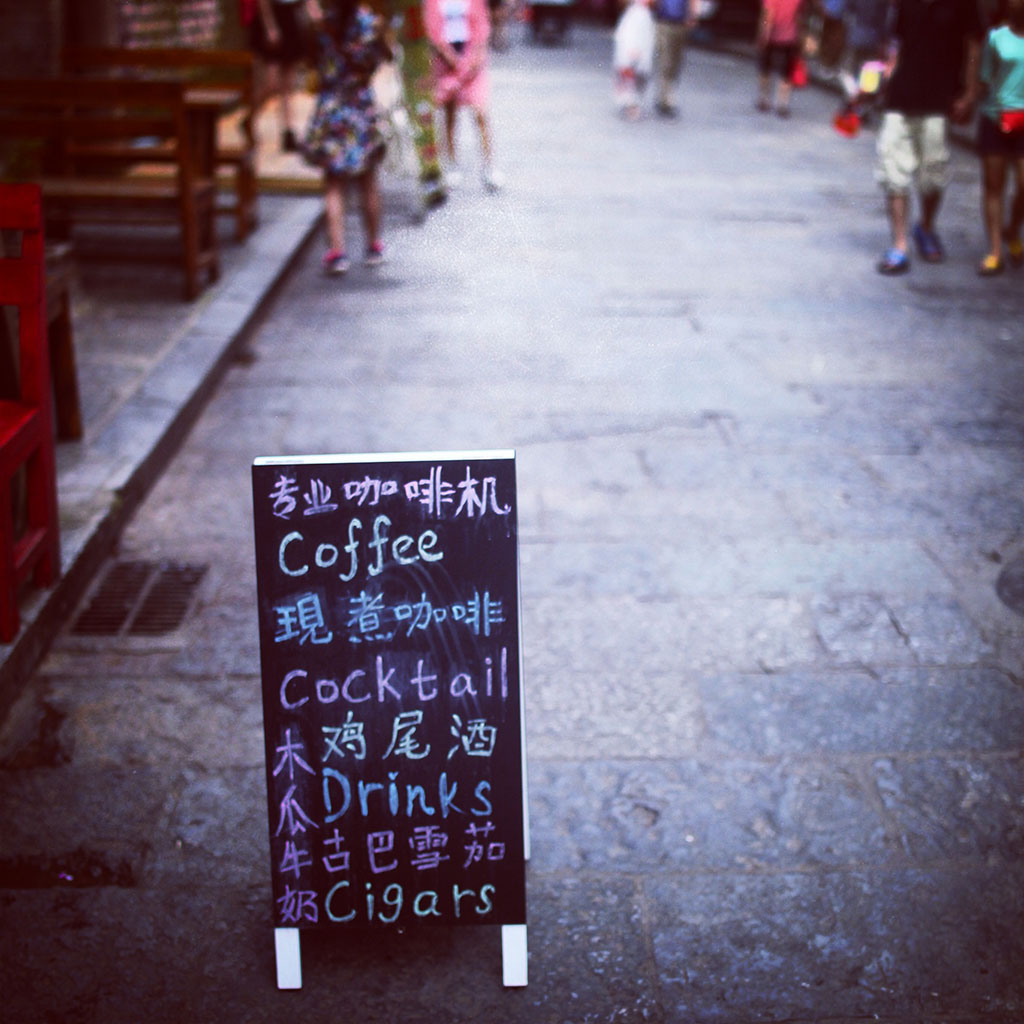 专业咖啡机
Coffee
現煮咖啡
Cocktail
鸡尾酒
Drinks
古巴雪茄
Cigars
木瓜牛奶